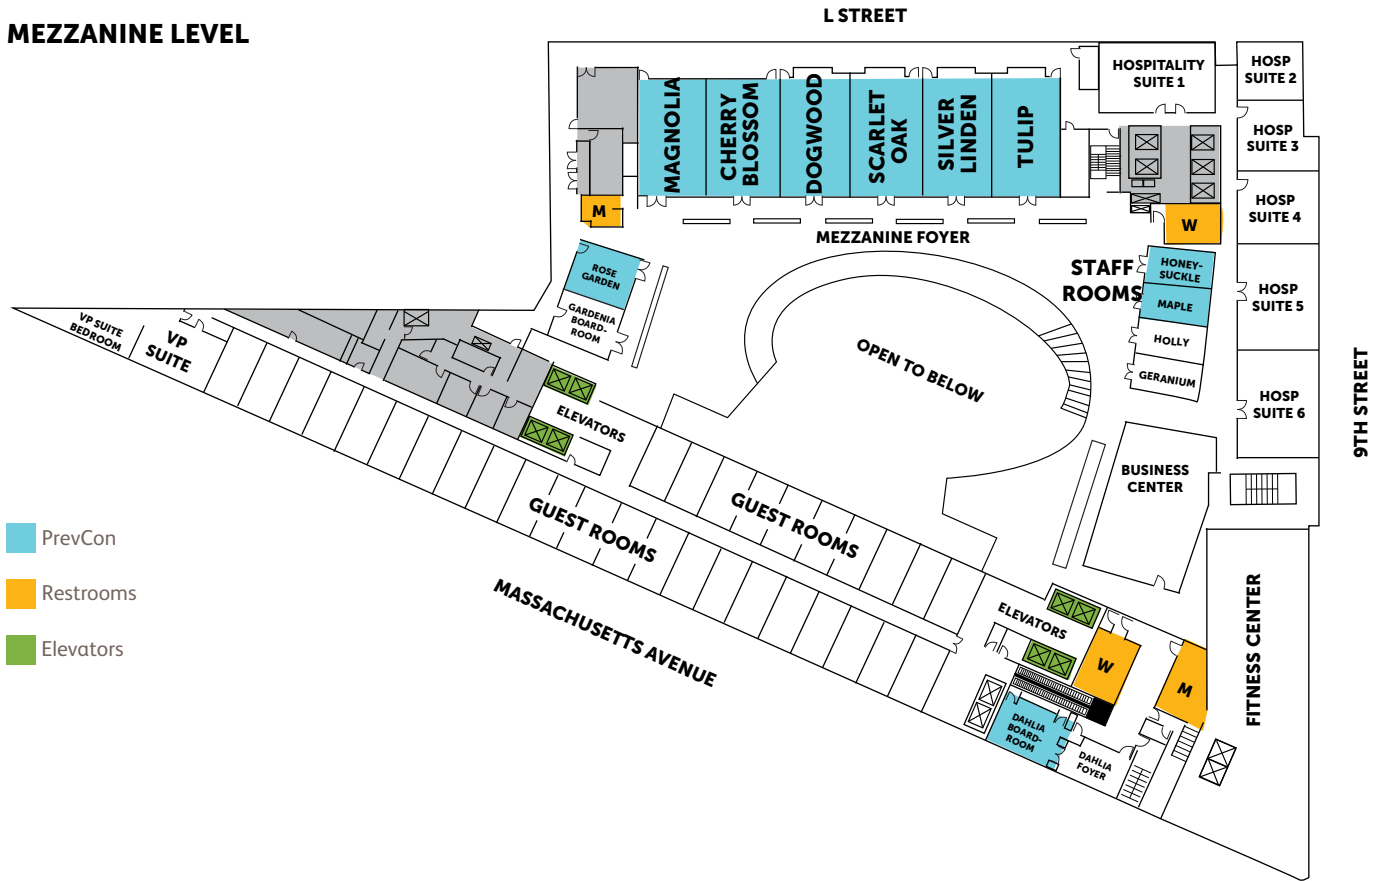 L STREET
MEZZANINE LEVEL
HOSPITALITY
SUITE 1
HOSP
SUITE 2
MAGNOLIA
CHERRY
BLOSSOM
DOGWOOD
SCARLET
OAK
SILVER
LINDEN
TULIP
HOSP
SUITE 3
HOSP
SUITE 4
M
W
MEZZANINE FOYER
STAFF
ROOMS
HONEY-
SUCKLE
MAPLE
HOLLY
GERANIUM
HOSP
SUITE 5
HOSP
SUITE 6
9TH STREET
ROSE
GARDEN
GARDENIA
BOARD-
ROOM
VP SUITE
BEDROOM
VP
SUITE
OPEN TO BELOW
ELEVATORS
BUSINESS
CENTER
GUEST ROOMS
GUEST ROOMS
PrevCon
Restrooms
Elevators
MASSACHUSETTS AVENUE
ELEVATORS
W
M
FITNESS CENTER
DAHLIA
BOARD-
ROOM
DAHLIA
FOYER